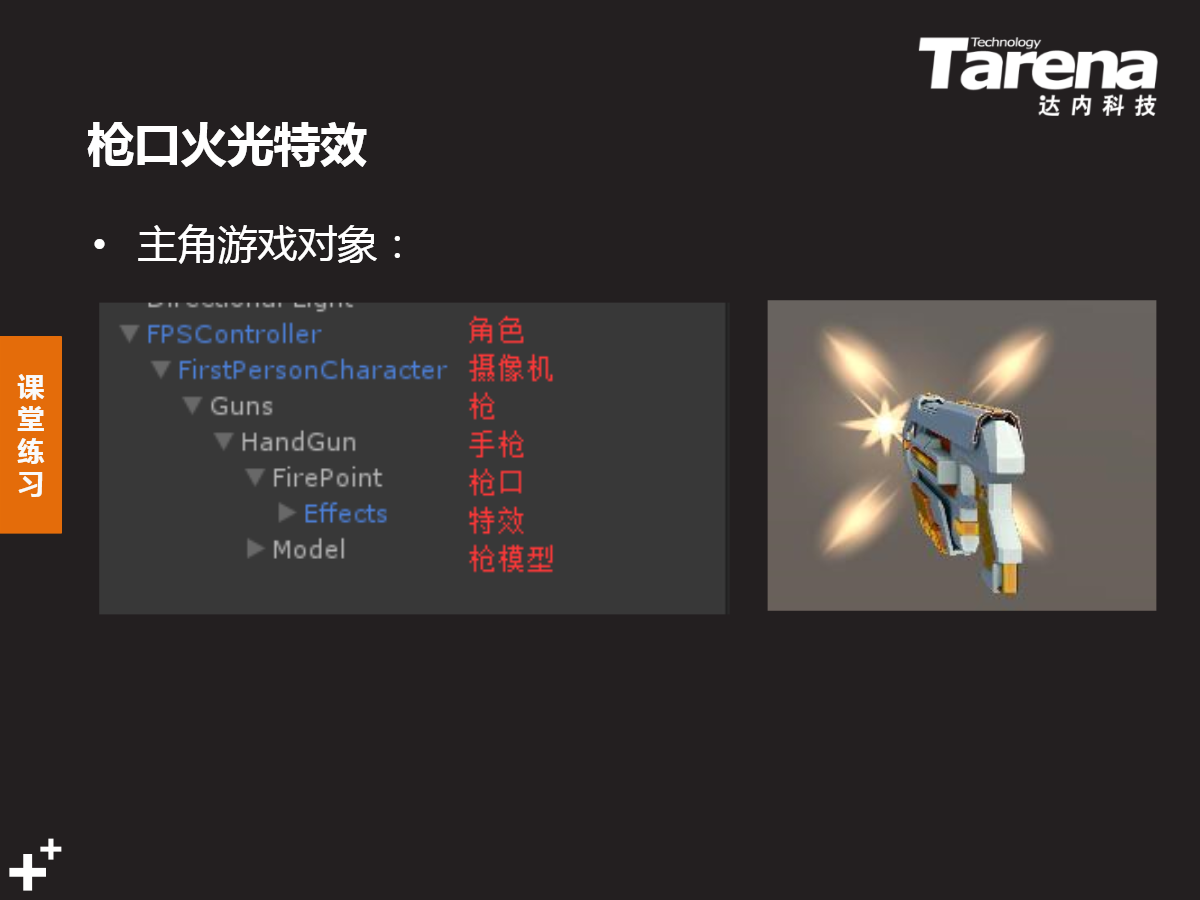 Technology
Tarena
达内科技
枪口火光特效
• 主角游戏对象：
Directional Light
FPSController 角色
FirstPersonCharacter 摄像机
Guns 枪
HandGun 手枪
FirePoint 枪口
Effects 特效
Model 枪模型
课堂练习